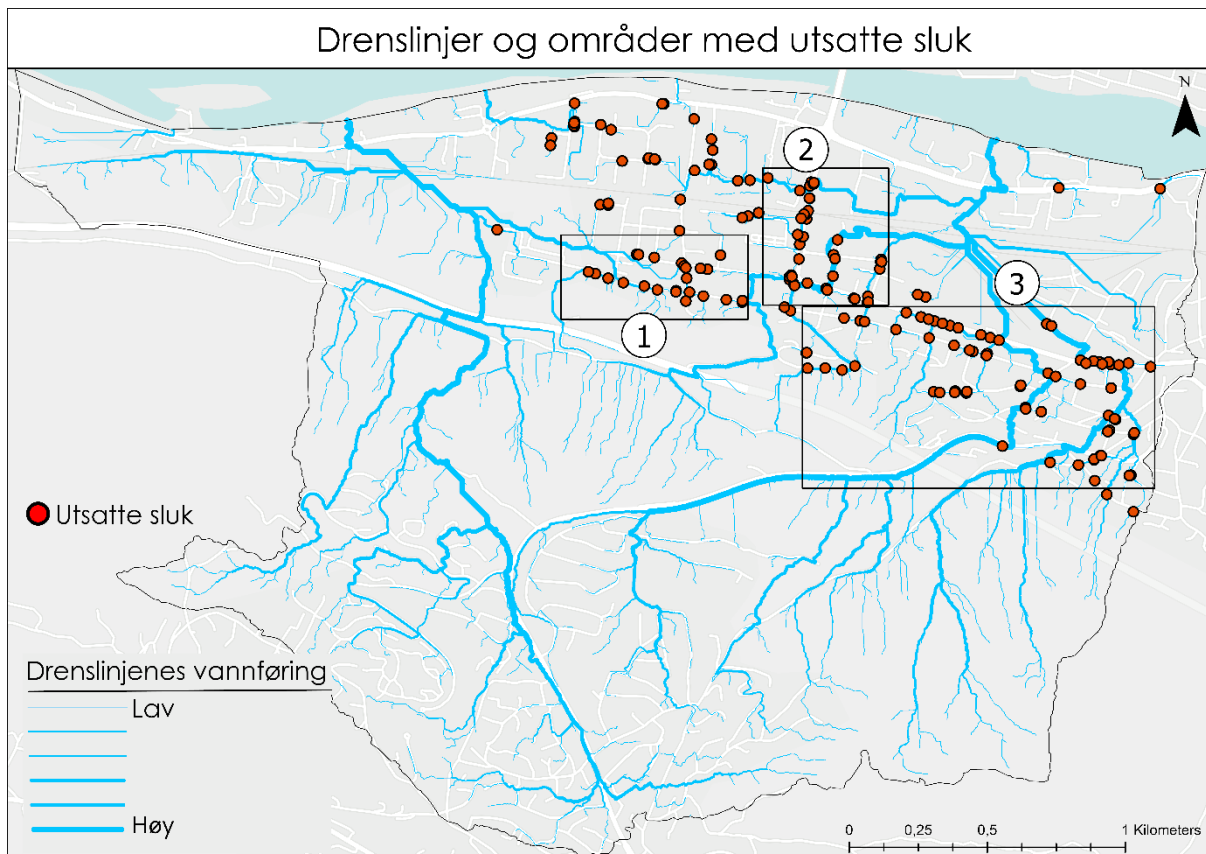 Drenslinjer og områder med utsatte sluk
N
2
3
1
Utsatte sluk
Drenslinjenes vannføring
Lav
Høy
0 0,25 0,5 1 Kilometers